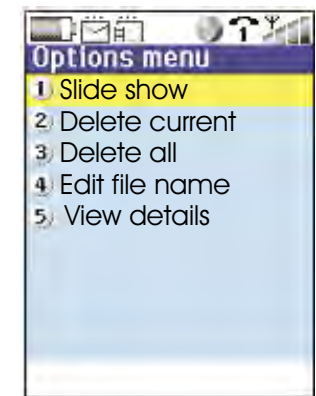 Options menu
1 Slide show
2 Delete current
3 Delete all
4 Edit file name
5 View details